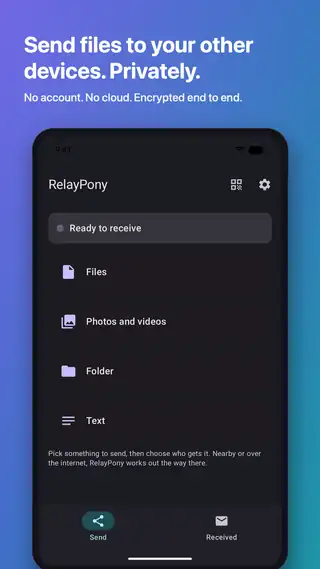 Send files to your other
devices. Privately.
No account. No cloud. Encrypted end to end.
9:41
RelayPony
Ready to receive
Files
Photos and videos
Folder
Text
Pick something to send, then choose who gets it. Nearby or over
the internet, RelayPony works out the way there.
Send
Received